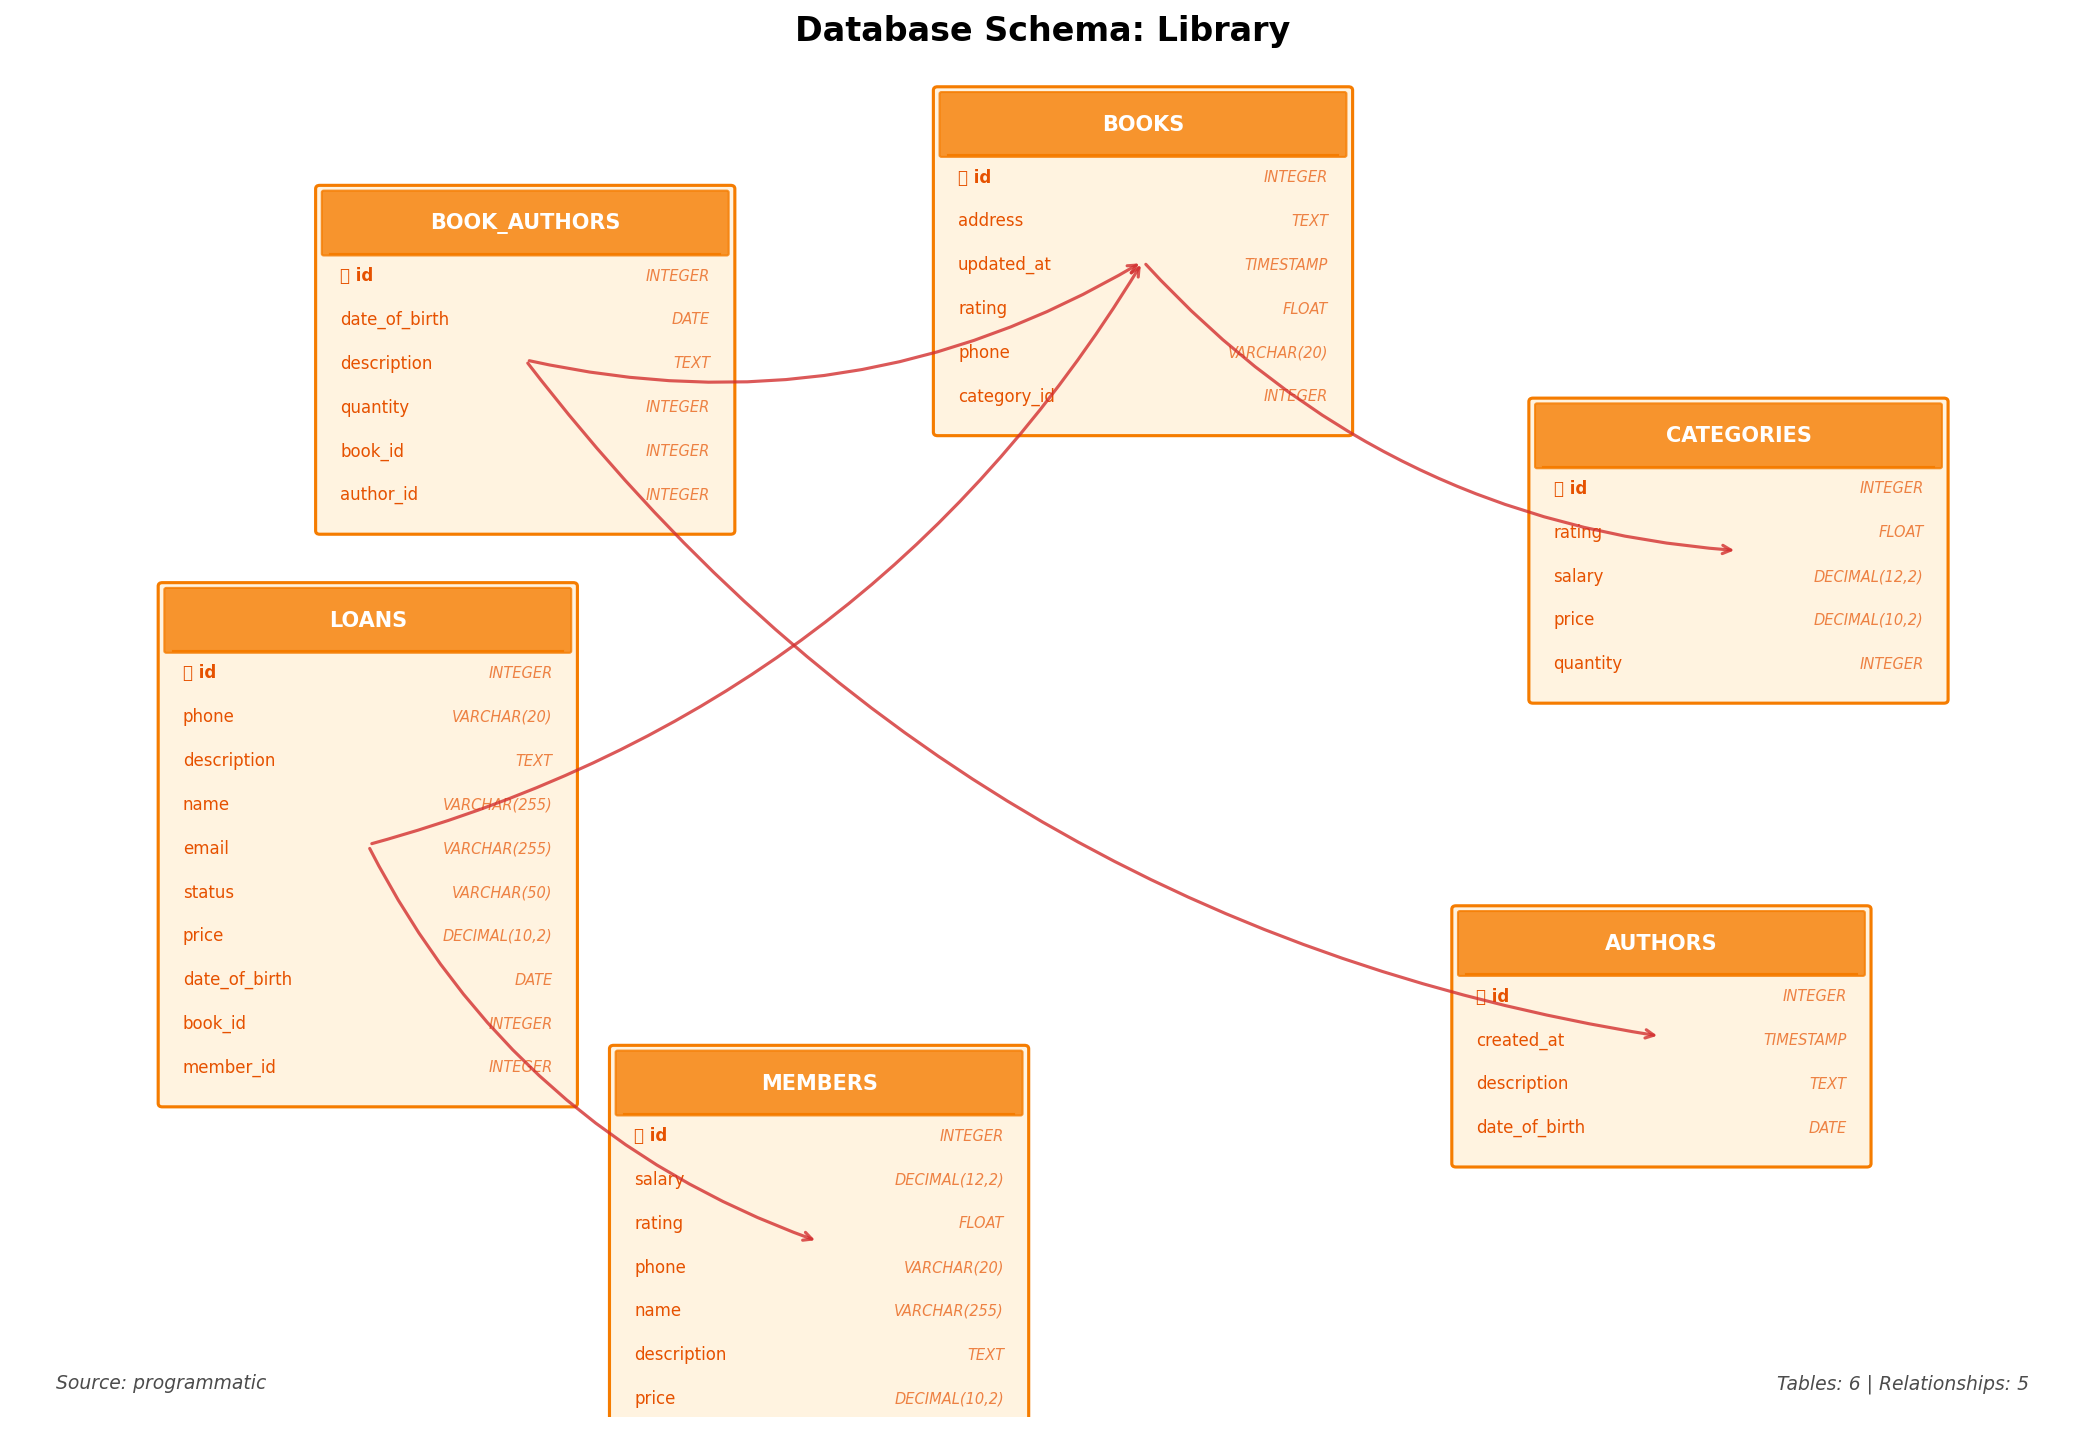 Database Schema: Library
BOOKS
id INTEGER
address TEXT
updated_at TIMESTAMP
rating FLOAT
phone VARCHAR(20)
category_id INTEGER
BOOK_AUTHORS
id INTEGER
date_of_birth DATE
description TEXT
quantity INTEGER
book_id INTEGER
author_id INTEGER
CATEGORIES
id INTEGER
rating FLOAT
salary DECIMAL(12,2)
price DECIMAL(10,2)
quantity INTEGER
LOANS
id INTEGER
phone VARCHAR(20)
description TEXT
name VARCHAR(255)
email VARCHAR(255)
status VARCHAR(50)
price DECIMAL(10,2)
date_of_birth DATE
book_id INTEGER
member_id INTEGER
AUTHORS
id INTEGER
created_at TIMESTAMP
description TEXT
date_of_birth DATE
MEMBERS
id INTEGER
salary DECIMAL(12,2)
rating FLOAT
phone VARCHAR(20)
name VARCHAR(255)
description TEXT
price DECIMAL(10,2)
Source: programmatic
Tables: 6 | Relationships: 5